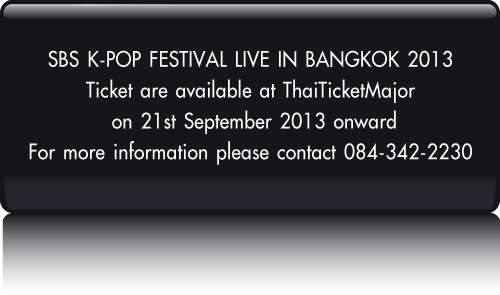 SBS K-POP FESTIVAL LIVE IN BANGKOK 2013
Ticket are available at ThaiTicketMajor
on 21st September 2013 onward
For more information please contact 084-342-2230